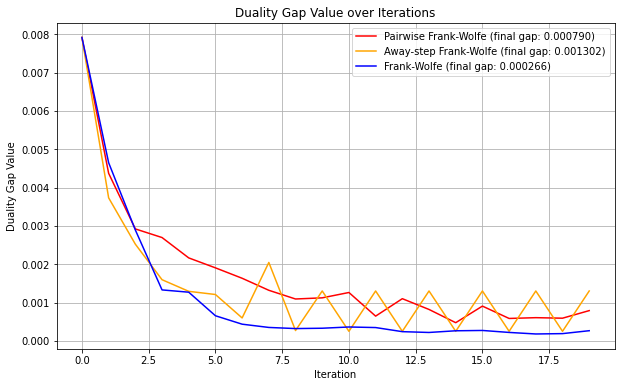 Duality Gap Value over Iterations
Pairwise Frank-Wolfe (final gap: 0.000790)
Away-step Frank-Wolfe (final gap: 0.001302)
Frank-Wolfe (final gap: 0.000266)
Duality Gap Value
0.008
0.007
0.006
0.005
0.004
0.003
0.002
0.001
0.000
0.0 2.5 5.0 7.5 10.0 12.5 15.0 17.5
Iteration